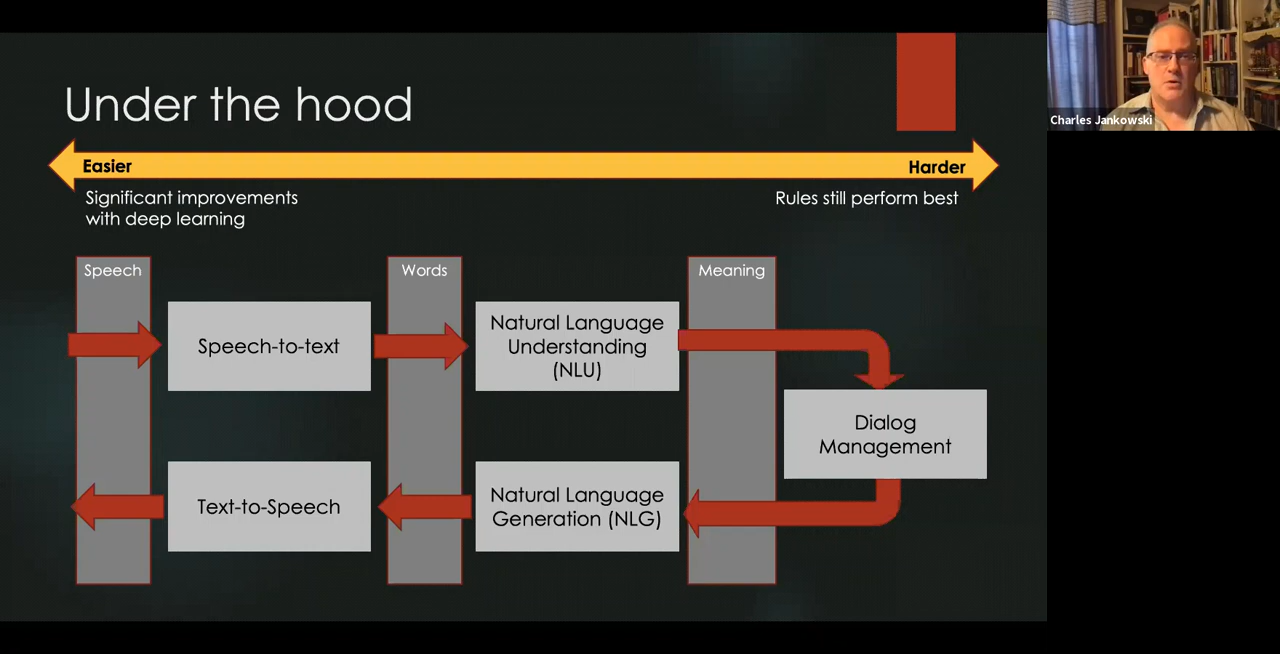 Under the hood
Easier
Harder
Significant improvements
with deep learning
Rules still perform best
Speech
Words
Meaning
Speech-to-text
Natural Language
Understanding
(NLU)
Dialog
Management
Text-to-Speech
Natural Language
Generation (NLG)
Charles Jankowski